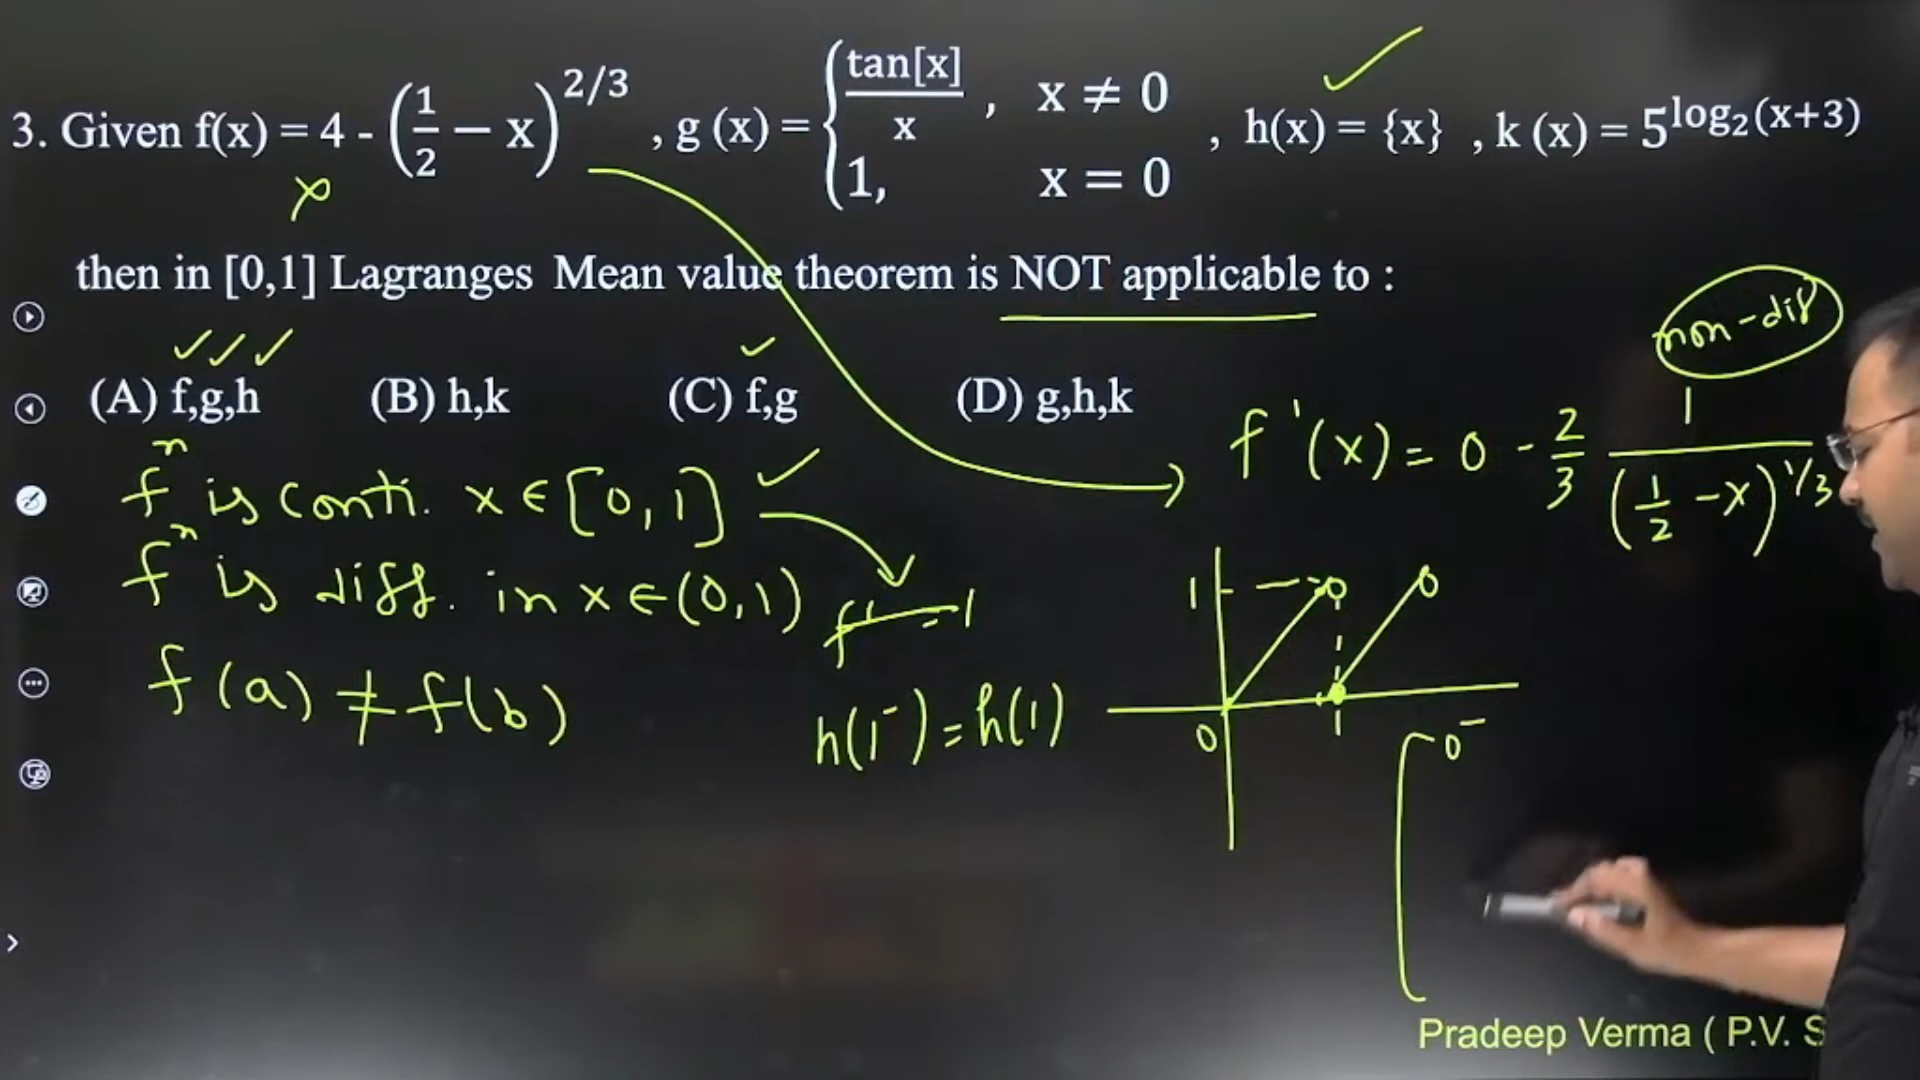 3. Given f(x) = 4 - (1/2 − x)^{2/3} , g (x) = { tan[x]/x , x ≠ 0 ; 1, x = 0 , h(x) = {x} , k (x) = 5^{log₂(x+3)}
then in [0,1] Lagranges Mean value theorem is NOT applicable to :
(A) f,g,h (B) h,k (C) f,g (D) g,h,k
non-dif
f'(x) = 0 - 2/3 1/(1/2 - x)^{1/3}
fⁿ is conti. x ∈ [0,1]
fⁿ is diff. in x ∈ (0,1)
f(a) ≠ f(b)
h(1⁻) = h(1)
1
0
1
0⁻
Pradeep Verma ( P.V. S